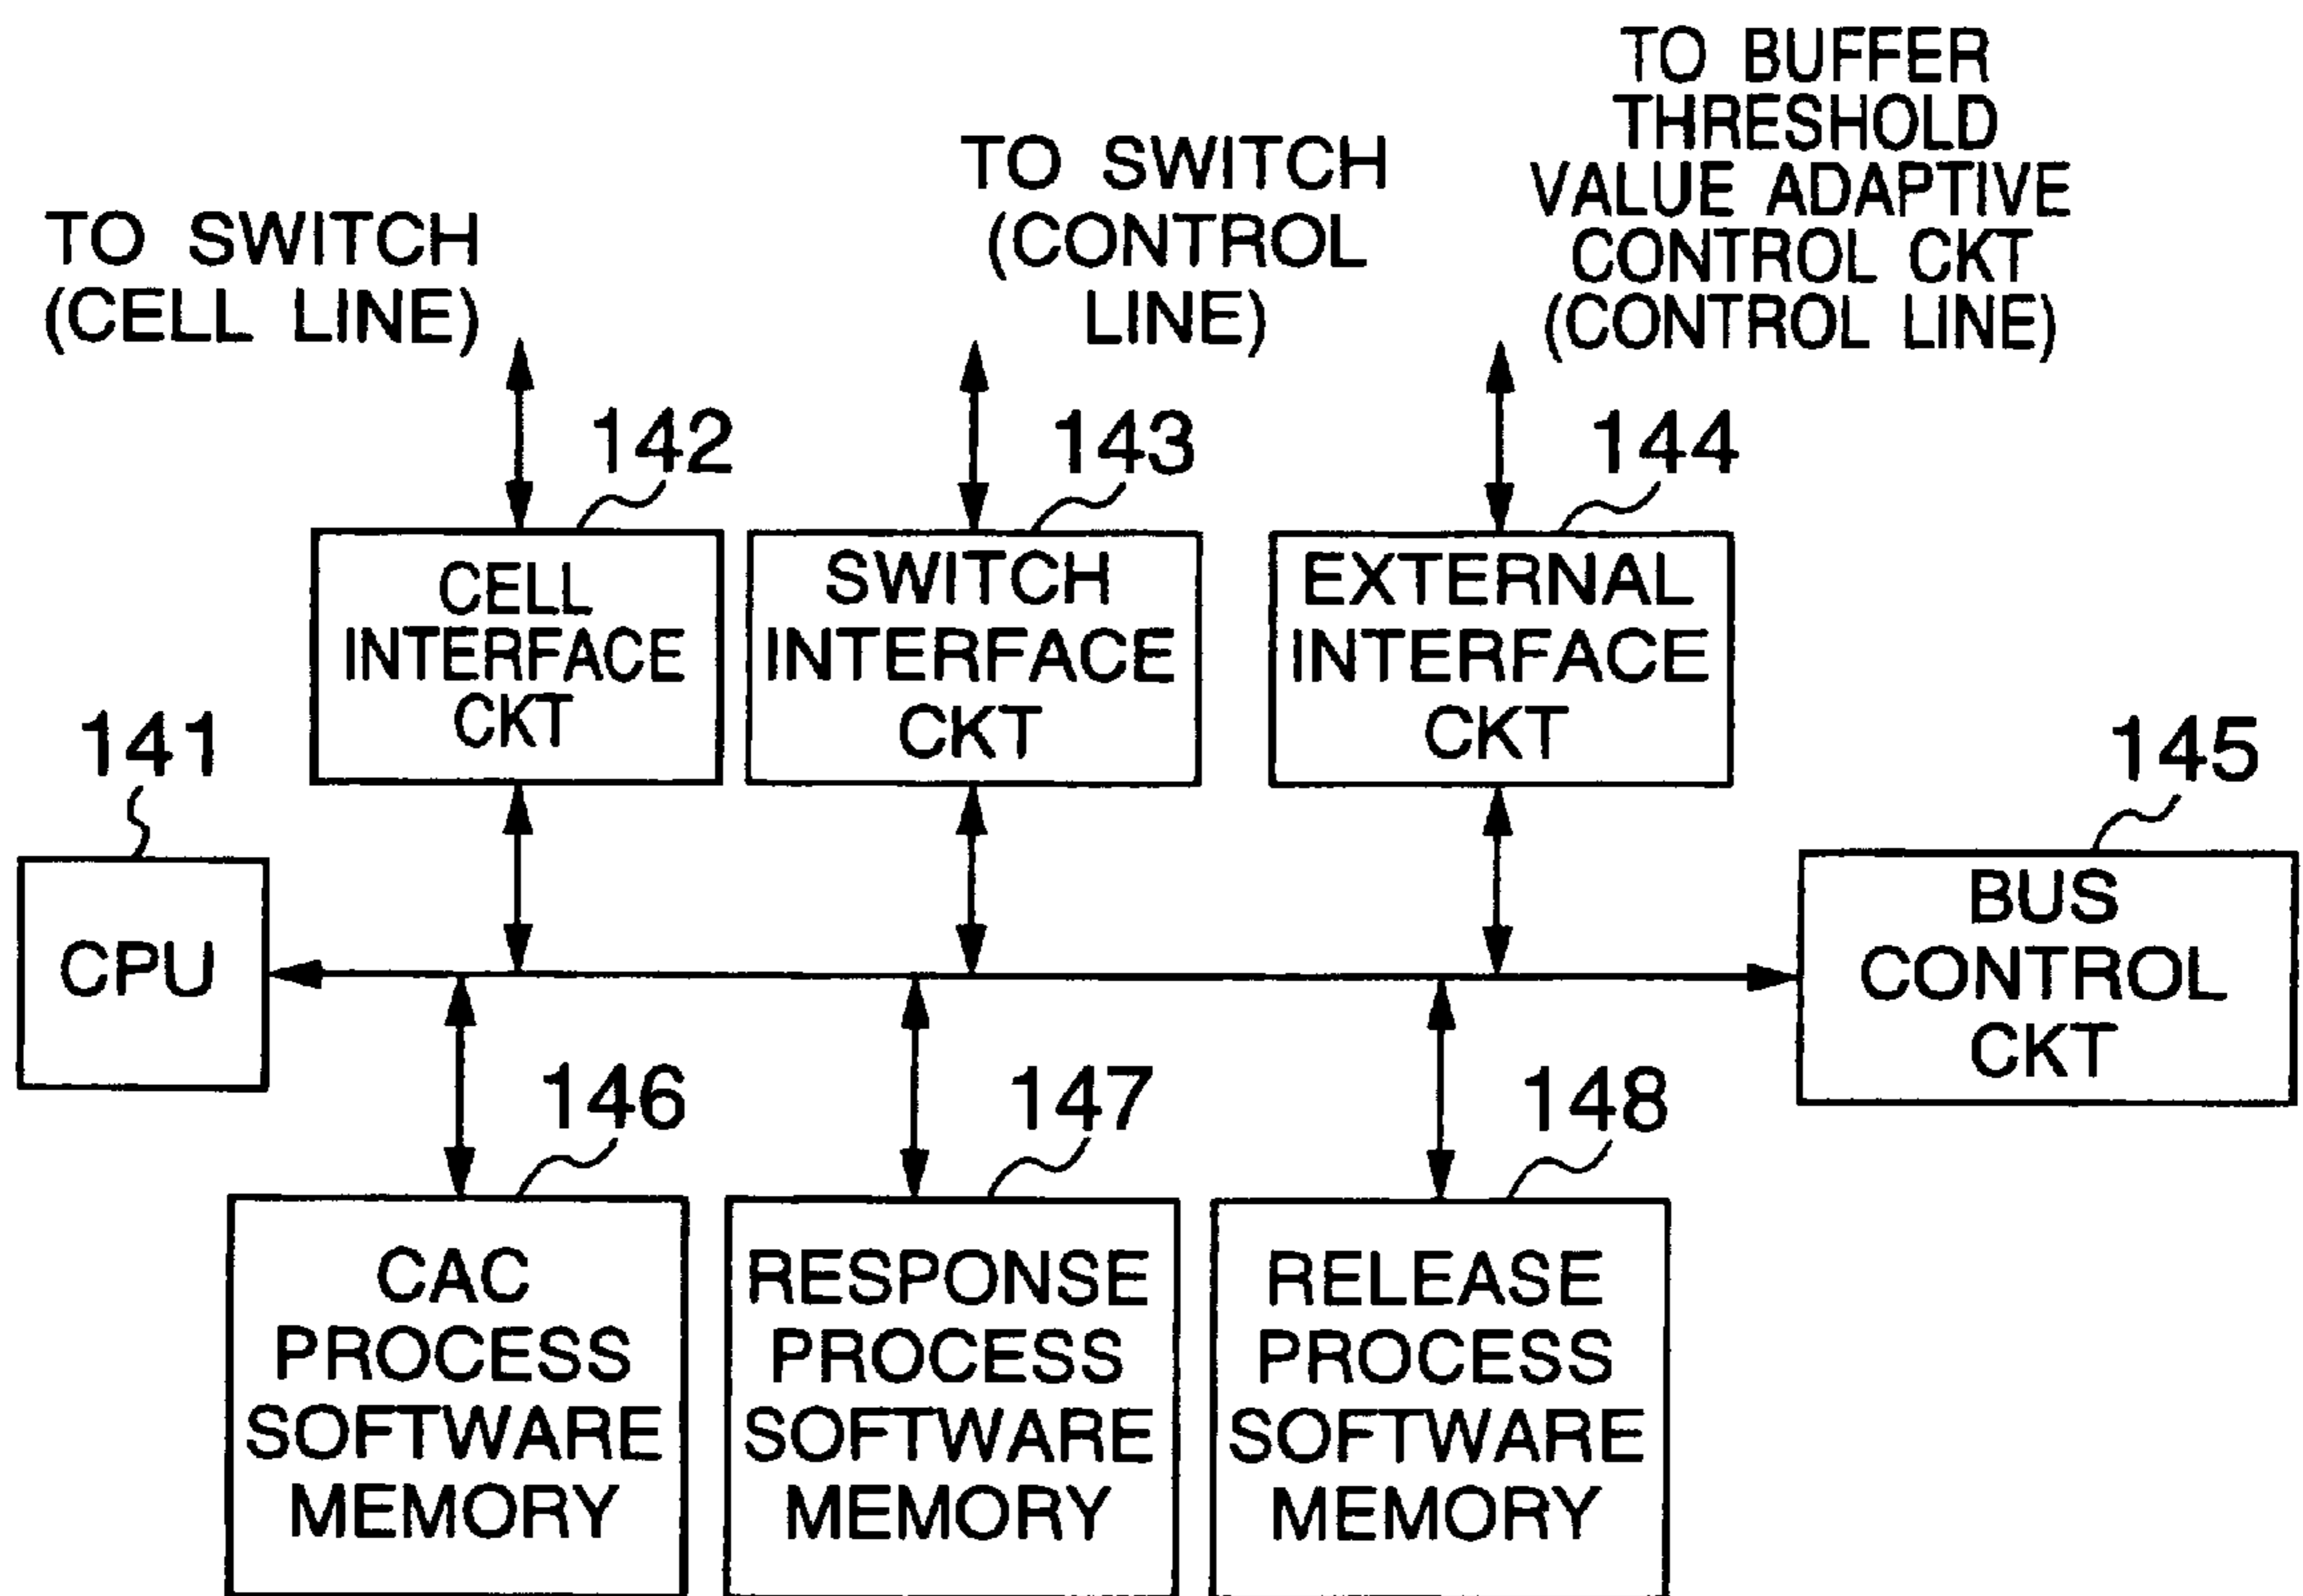 TO BUFFER
THRESHOLD
VALUE ADAPTIVE
CONTROL CKT
(CONTROL LINE)
TO SWITCH
(CONTROL
LINE)
TO SWITCH
(CELL LINE)
142
143
144
CELL
INTERFACE
CKT
SWITCH
INTERFACE
CKT
EXTERNAL
INTERFACE
CKT
141
145
CPU
BUS
CONTROL
CKT
146
147
148
CAC
PROCESS
SOFTWARE
MEMORY
RESPONSE
PROCESS
SOFTWARE
MEMORY
RELEASE
PROCESS
SOFTWARE
MEMORY